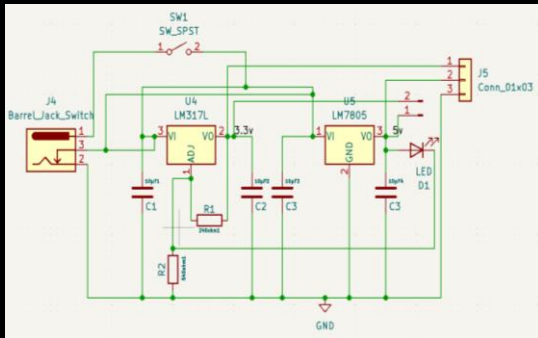 SW1
SW_SPST
1 2
J4
Barrel_Jack_Switch
1
3
2
U4
LM317L
3 VI VO 2 3.3v
ADJ
1
U5
LM7805
1 VI VO 3 5v
GND
2
2
1
1
2
3
J5
Conn_01x03
LED
D1
C1
R1
C2
C3
C3
R2
GND